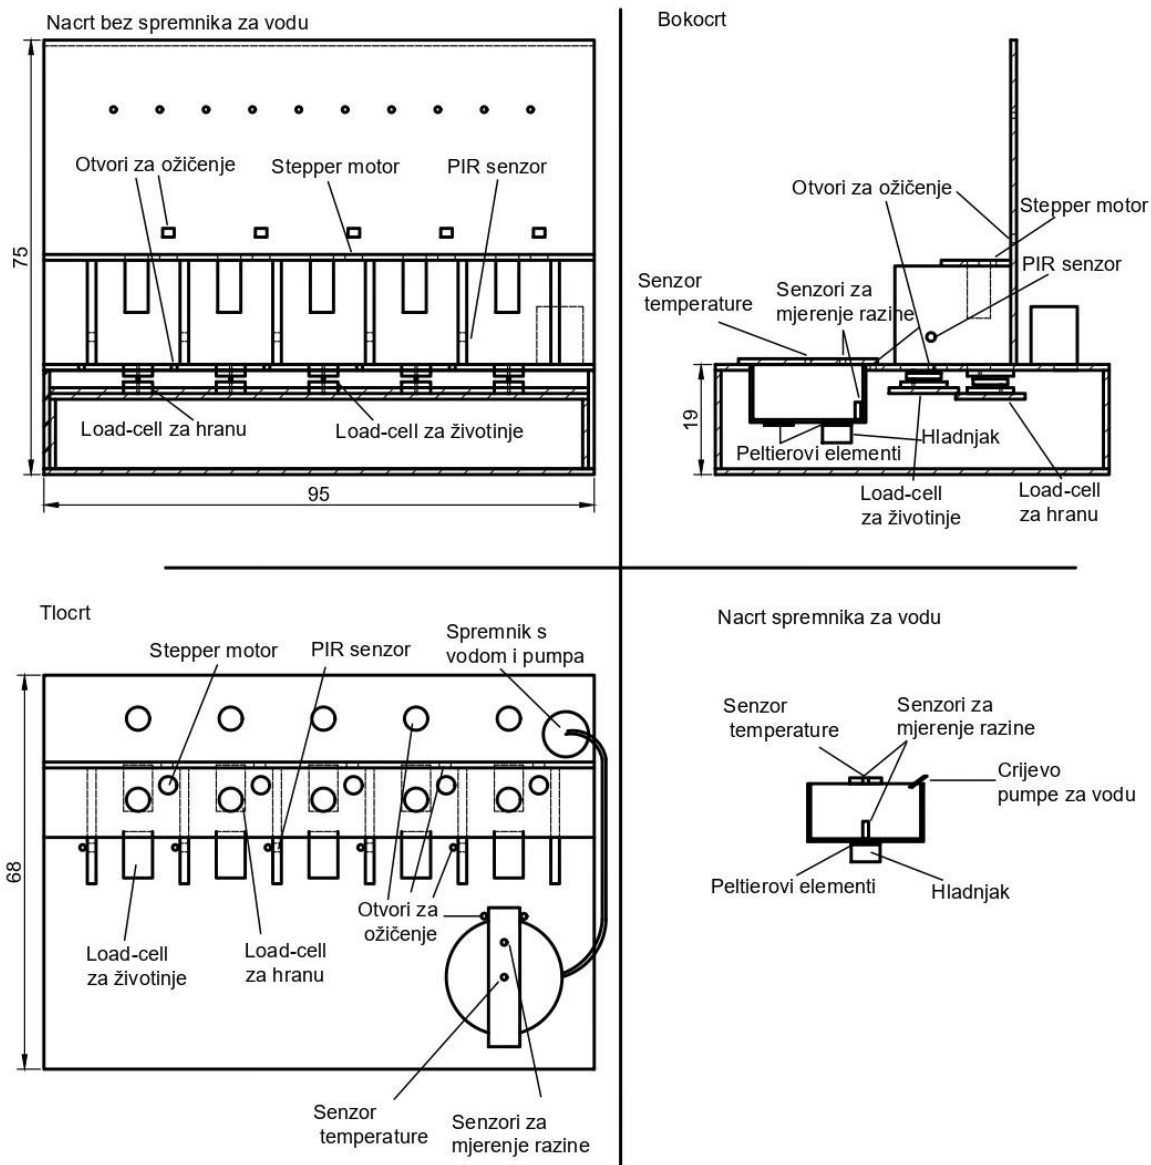 Nacrt bez spremnika za vodu
Otvori za ožičenje
Stepper motor
PIR senzor
75
Load-cell za hranu
Load-cell za životinje
95
Bokocrt
Otvori za ožičenje
Stepper motor
PIR senzor
Senzor
temperature
Senzori za
mjerenje razine
19
Peltierovi elementi
Hladnjak
Load-cell
za životinje
Load-cell
za hranu
Tlocrt
Stepper motor
PIR senzor
Spremnik s
vodom i pumpa
68
Load-cell
za životinje
Load-cell
za hranu
Otvori za
ožičenje
Senzor
temperature
Senzori za
mjerenje razine
Nacrt spremnika za vodu
Senzor
temperature
Senzori za
mjerenje razine
Crijevo
pumpe za vodu
Peltierovi elementi
Hladnjak